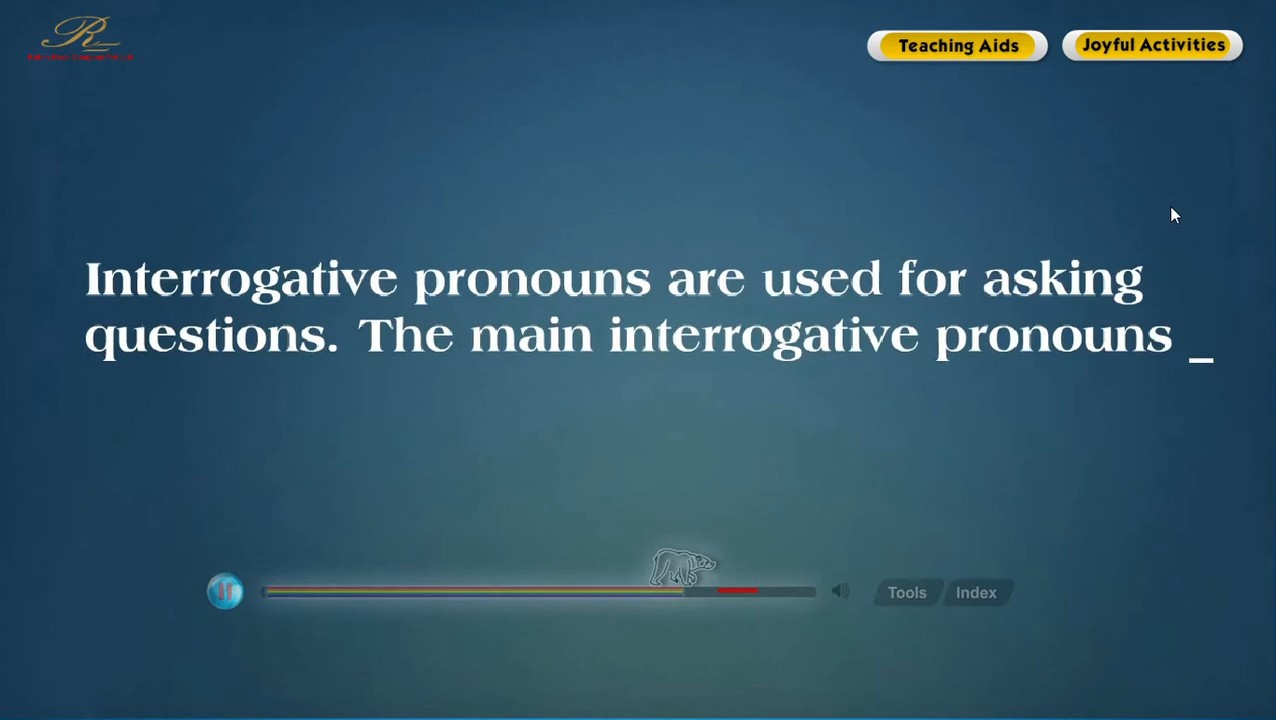 Teaching Aids
Joyful Activities
Interrogative pronouns are used for asking
questions. The main interrogative pronouns _
Tools
Index